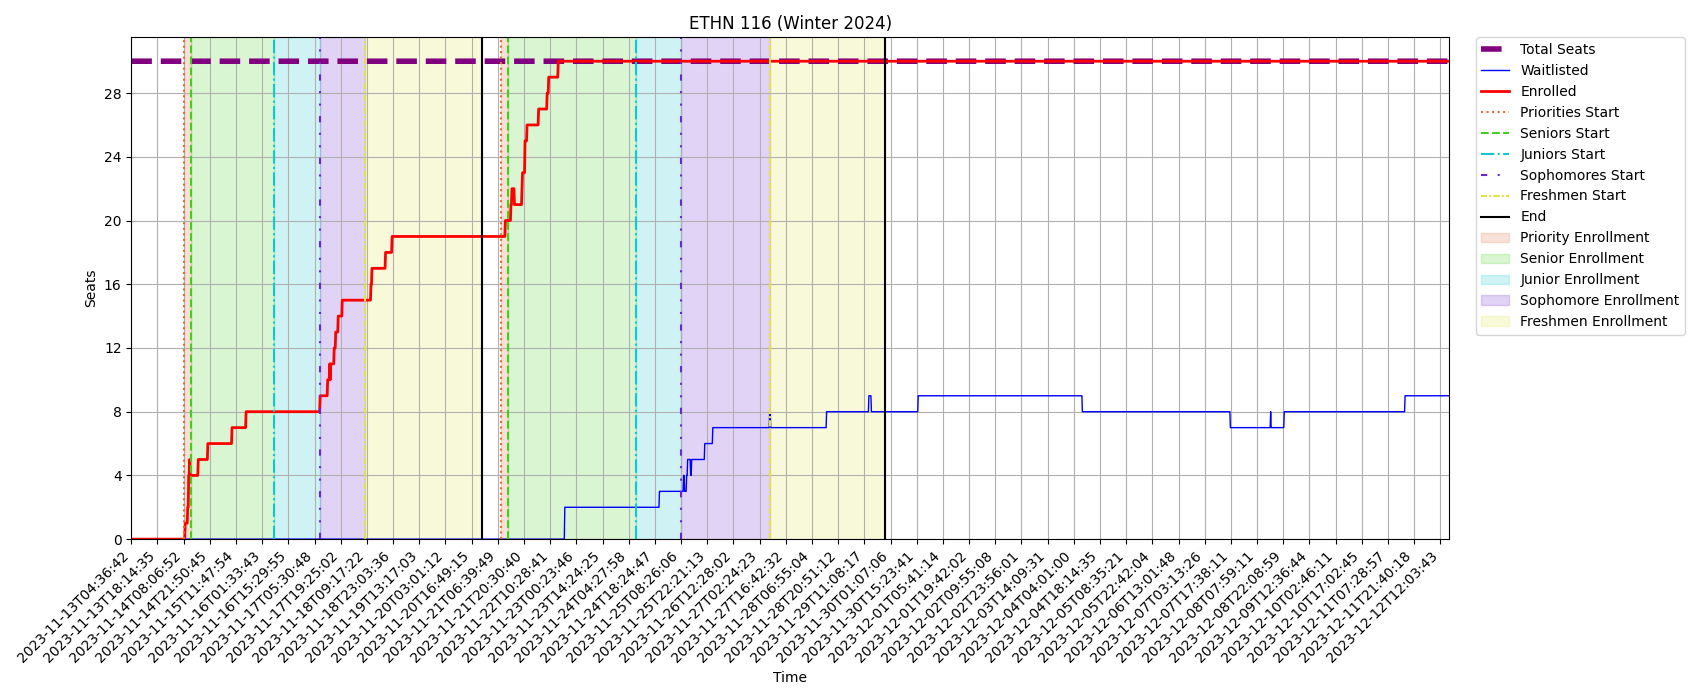 ETHN 116 (Winter 2024)
Total Seats
Waitlisted
Enrolled
Priorities Start
Seniors Start
Juniors Start
Sophomores Start
Freshmen Start
End
Priority Enrollment
Senior Enrollment
Junior Enrollment
Sophomore Enrollment
Freshmen Enrollment
Seats
28
24
20
16
12
8
4
0
2023-11-13T04:36:42
2023-11-13T18:14:35
2023-11-14T08:06:52
2023-11-14T21:50:45
2023-11-15T11:47:54
2023-11-16T01:33:43
2023-11-16T15:29:55
2023-11-17T05:30:48
2023-11-17T19:25:02
2023-11-18T09:17:22
2023-11-18T23:03:36
2023-11-19T13:17:03
2023-11-20T03:01:12
2023-11-20T16:49:15
2023-11-21T06:39:49
2023-11-21T20:30:40
2023-11-22T10:28:41
2023-11-23T00:23:46
2023-11-23T14:24:25
2023-11-24T04:27:58
2023-11-24T18:24:47
2023-11-25T08:26:06
2023-11-25T22:21:13
2023-11-26T12:28:02
2023-11-27T02:24:23
2023-11-27T16:42:32
2023-11-28T06:55:04
2023-11-28T20:51:12
2023-11-29T11:08:17
2023-11-30T01:07:06
2023-11-30T15:23:41
2023-12-01T05:41:14
2023-12-01T19:42:02
2023-12-02T09:55:08
2023-12-02T23:56:01
2023-12-03T14:09:31
2023-12-04T04:01:00
2023-12-04T18:14:35
2023-12-05T08:35:21
2023-12-05T22:42:04
2023-12-06T13:01:48
2023-12-07T03:13:26
2023-12-07T17:38:11
2023-12-08T07:59:11
2023-12-08T22:08:59
2023-12-09T12:36:44
2023-12-10T02:46:11
2023-12-10T17:02:45
2023-12-11T07:28:57
2023-12-11T21:40:18
2023-12-12T12:03:43
Time